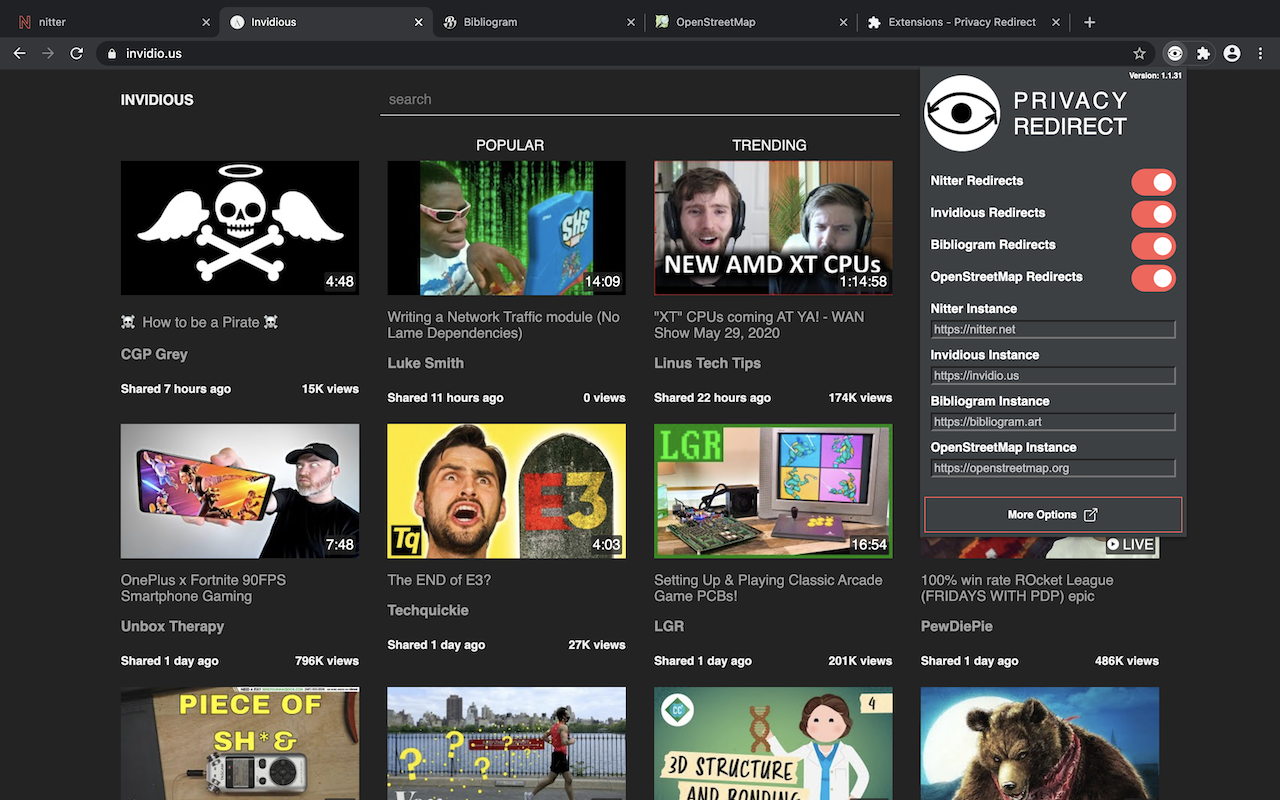 nitter
Invidious
Bibliogram
OpenStreetMap
Extensions - Privacy Redirect
invidio.us
Version: 1.1.31
PRIVACY
REDIRECT
Nitter Redirects
Invidious Redirects
Bibliogram Redirects
OpenStreetMap Redirects
Nitter Instance
https://nitter.net
Invidious Instance
https://invidio.us
Bibliogram Instance
https://bibliogram.art
OpenStreetMap Instance
https://openstreetmap.org
More Options
INVIDIOUS
search
POPULAR
TRENDING
4:48
SHS
14:09
NEW AMD XT CPUs
1:14:58
☠️ How to be a Pirate ☠️
CGP Grey
Shared 7 hours ago
15K views
Writing a Network Traffic module (No
Lame Dependencies)
Luke Smith
Shared 11 hours ago
0 views
"XT" CPUs coming AT YA! - WAN
Show May 29, 2020
Linus Tech Tips
Shared 22 hours ago
174K views
7:48
E3
Tq
4:03
LGR
16:54
LIVE
OnePlus x Fortnite 90FPS
Smartphone Gaming
Unbox Therapy
Shared 1 day ago
796K views
The END of E3?
Techquickie
Shared 1 day ago
27K views
Setting Up & Playing Classic Arcade
Game PCBs!
LGR
Shared 1 day ago
201K views
100% win rate ROcket League
(FRIDAYS WITH PDP) epic
PewDiePie
Shared 1 day ago
486K views
PIECE OF
SH*&
? ? ? ? ?
CC
4
3D STRUCTURE
AND BONDING